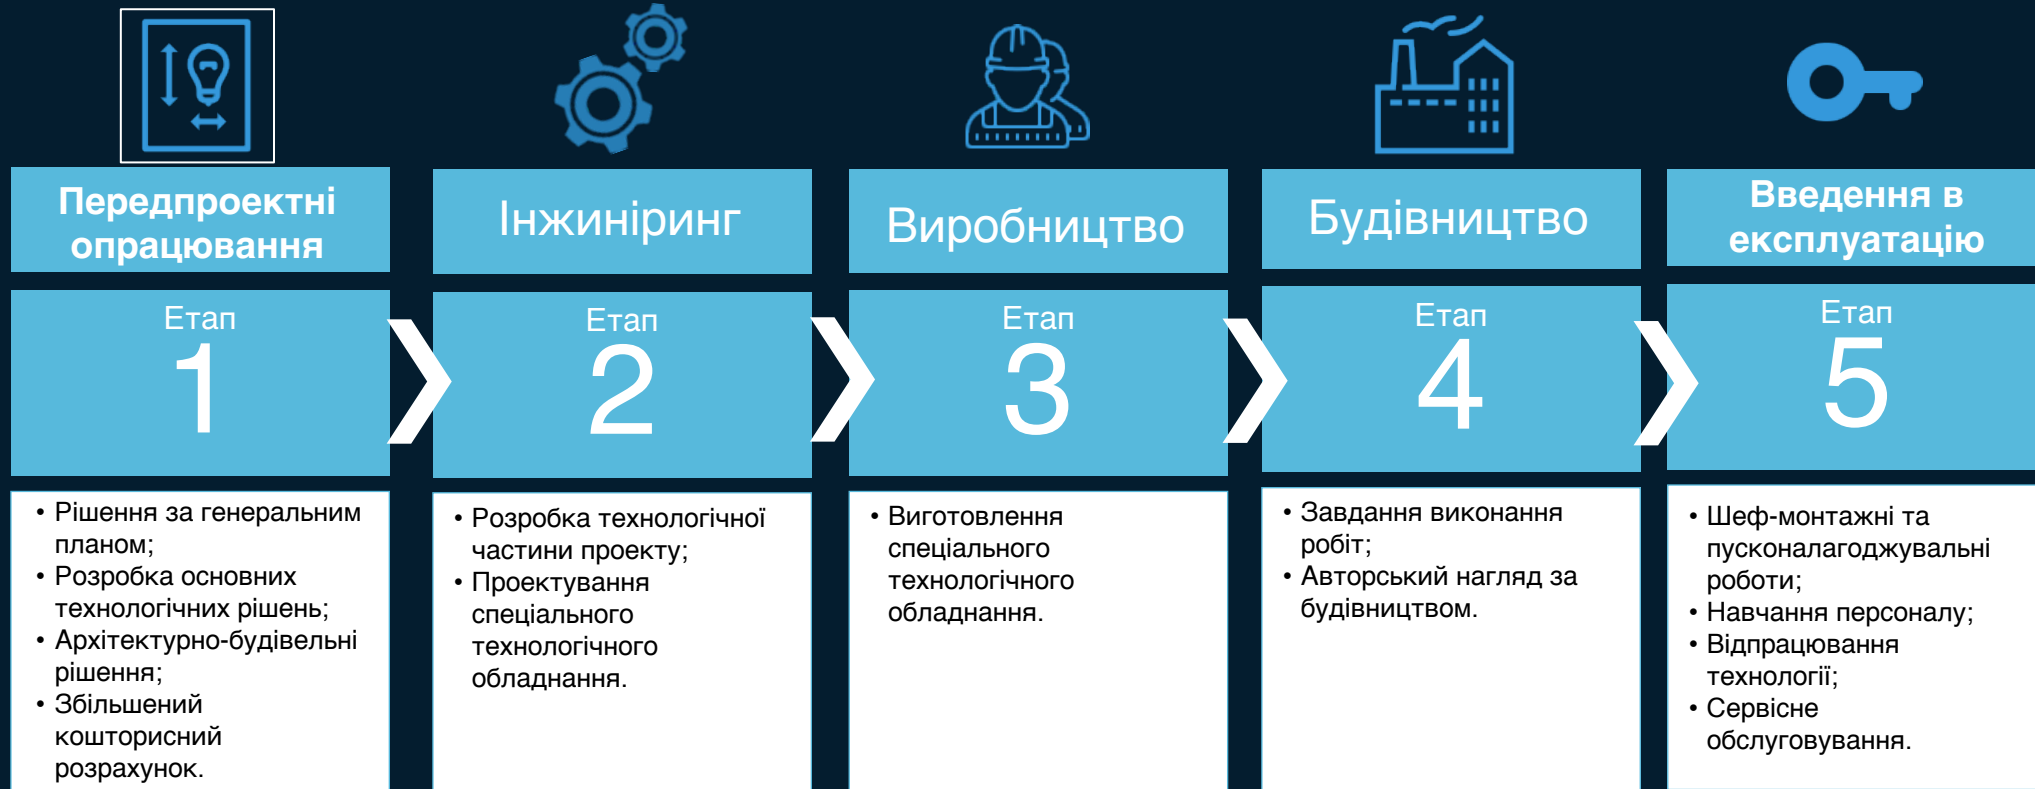 Передпроектні
опрацювання
Інжиніринг
Виробництво
Будівництво
Введення в
експлуатацію
Етап
1
Етап
2
Етап
3
Етап
4
Етап
5
• Рішення за генеральним
планом;
• Розробка основних
технологічних рішень;
• Архітектурно-будівельні
рішення;
• Збільшений
кошторисний
розрахунок.
• Розробка технологічної
частини проекту;
• Проектування
спеціального
технологічного
обладнання.
• Виготовлення
спеціального
технологічного
обладнання.
• Завдання виконання
робіт;
• Авторський нагляд за
будівництвом.
• Шеф-монтажні та
пусконалагоджувальні
роботи;
• Навчання персоналу;
• Відпрацювання
технології;
• Сервісне
обслуговування.